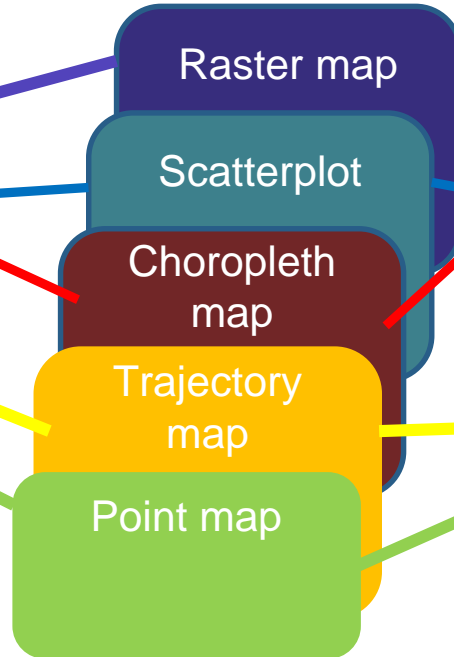 Raster map
Scatterplot
Choropleth
map
Trajectory
map
Point map